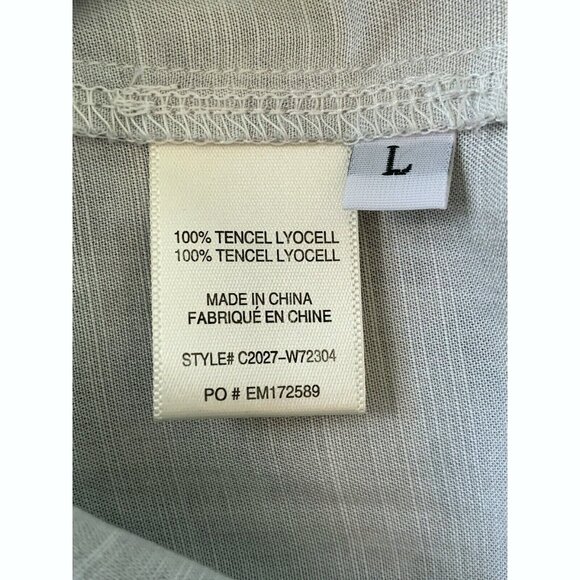 L
100% TENCEL LYOCELL
100% TENCEL LYOCELL
MADE IN CHINA
FABRIQUÉ EN CHINE
STYLE# C2027-W72304
PO # EM172589